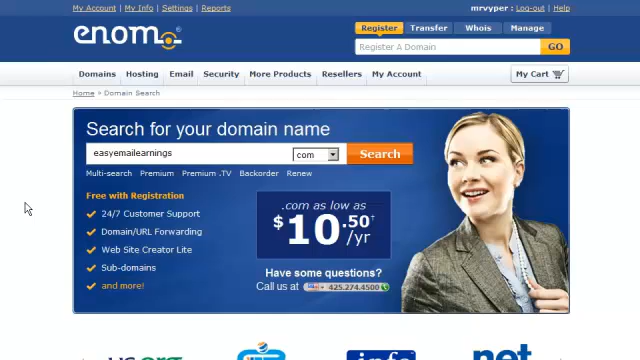 My Account | My Info | Settings | Reports
mrvyper : Log-out | Help
enom
Register Transfer Whois Manage
Register A Domain GO
Domains Hosting Email Security More Products Resellers My Account My Cart
Home » Domain Search
Search for your domain name
easyemailearnings com Search
Multi-search Premium Premium .TV Backorder Renew
Free with Registration
24/7 Customer Support
Domain/URL Forwarding
Web Site Creator Lite
Sub-domains
and more!
.com as low as
$10.50† /yr
Have some questions?
Call us at 425.274.4500
.info
.net